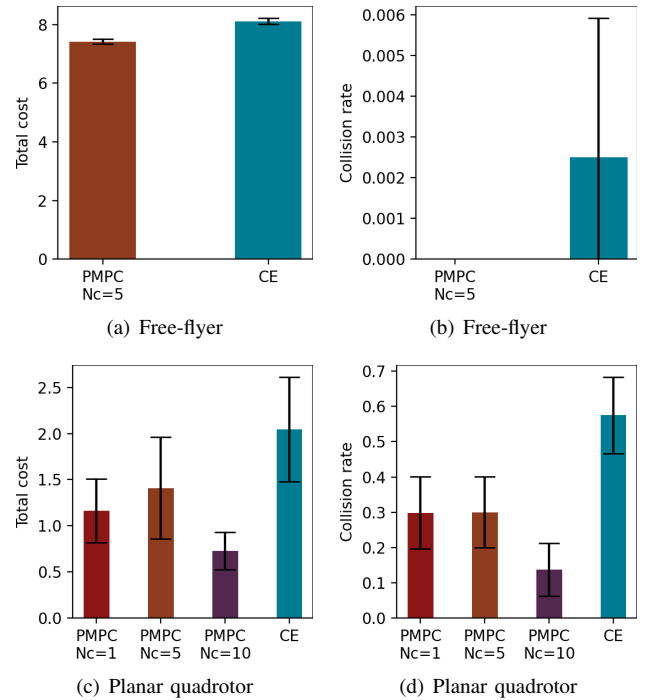 Total cost
8
6
4
2
0
PMPC
Nc=5
CE
(a) Free-flyer
Collision rate
0.006
0.005
0.004
0.003
0.002
0.001
0.000
PMPC
Nc=5
CE
(b) Free-flyer
Total cost
2.5
2.0
1.5
1.0
0.5
0.0
PMPC
Nc=1
PMPC
Nc=5
PMPC
Nc=10
CE
(c) Planar quadrotor
Collision rate
0.7
0.6
0.5
0.4
0.3
0.2
0.1
0.0
PMPC
Nc=1
PMPC
Nc=5
PMPC
Nc=10
CE
(d) Planar quadrotor